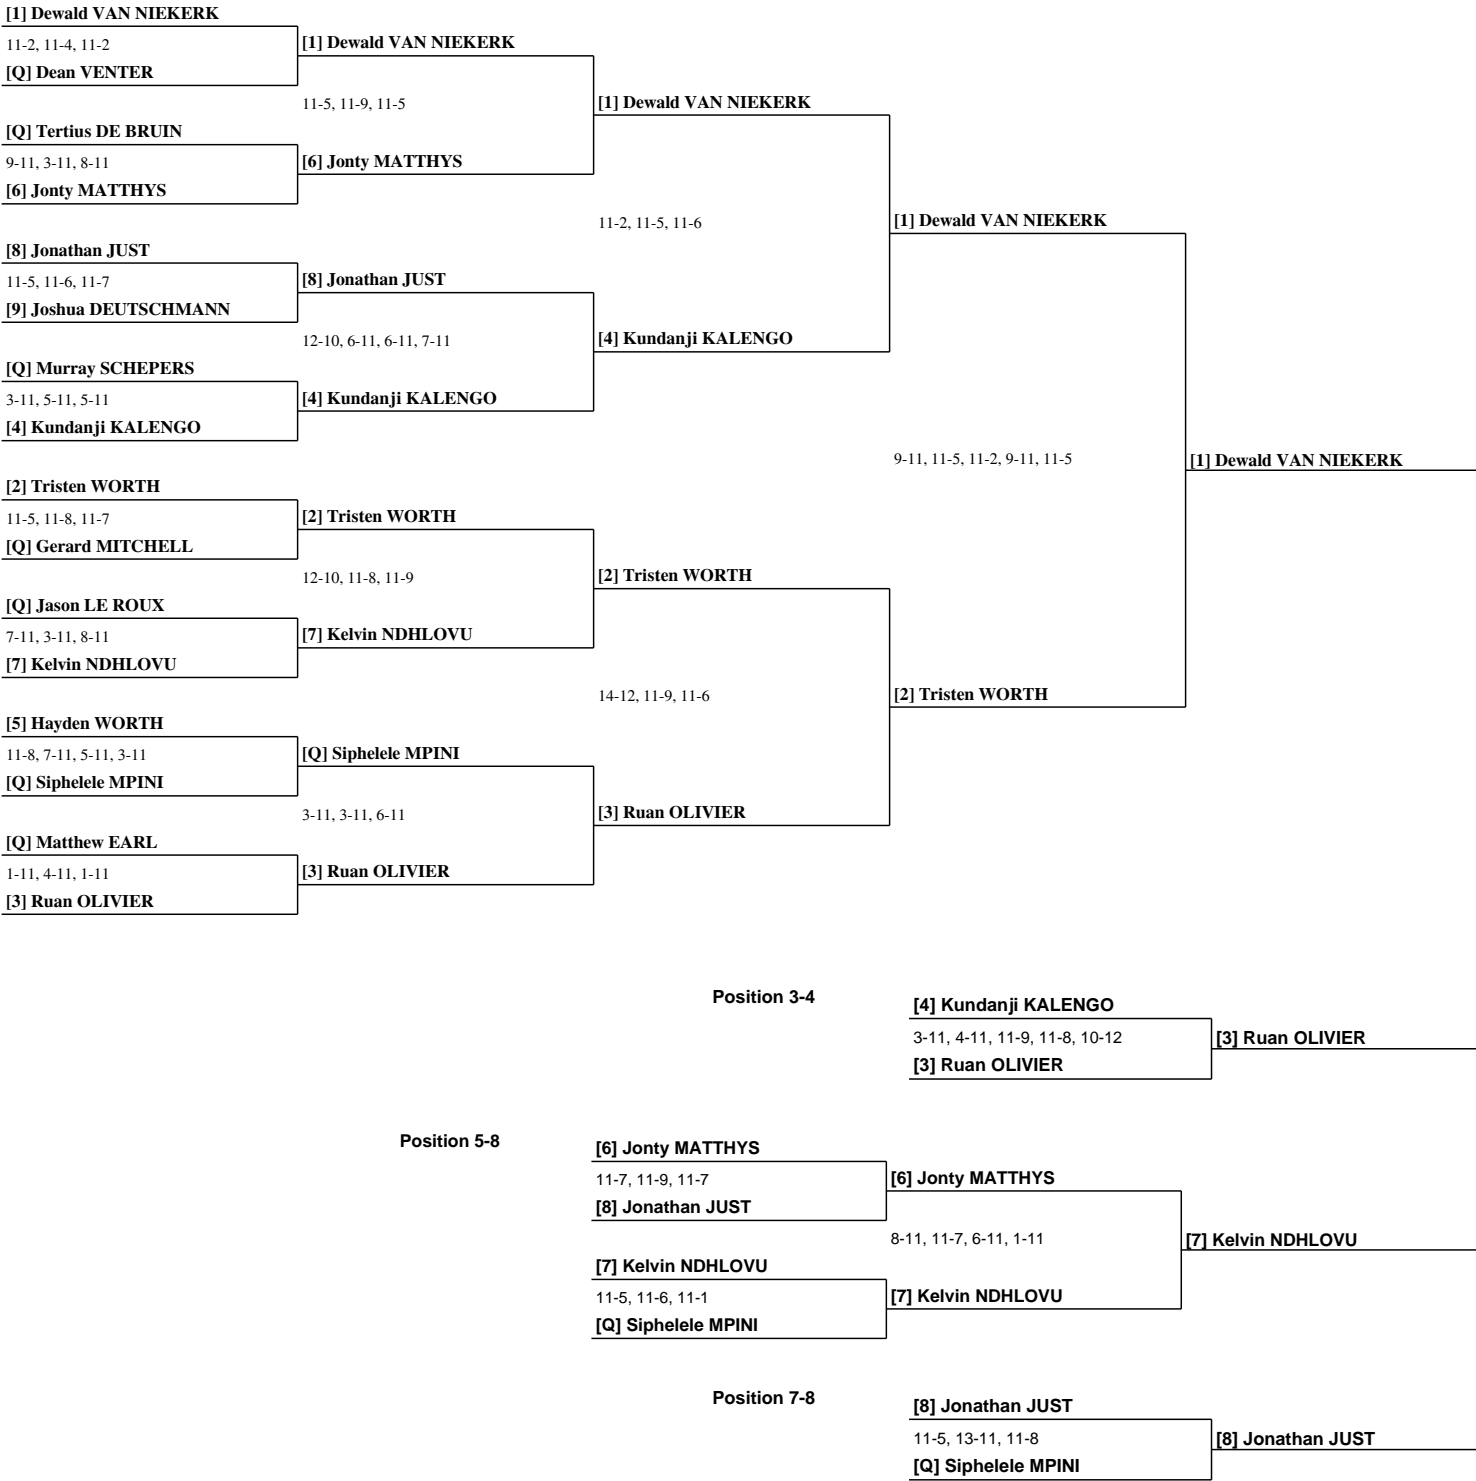 [1] Dewald VAN NIEKERK
11-2, 11-4, 11-2
[1] Dewald VAN NIEKERK
[Q] Dean VENTER
11-5, 11-9, 11-5
[1] Dewald VAN NIEKERK
[Q] Tertius DE BRUIN
9-11, 3-11, 8-11
[6] Jonty MATTHYS
[6] Jonty MATTHYS
11-2, 11-5, 11-6
[1] Dewald VAN NIEKERK
[8] Jonathan JUST
11-5, 11-6, 11-7
[8] Jonathan JUST
[9] Joshua DEUTSCHMANN
12-10, 6-11, 6-11, 7-11
[4] Kundanji KALENGO
[Q] Murray SCHEPERS
3-11, 5-11, 5-11
[4] Kundanji KALENGO
[4] Kundanji KALENGO
9-11, 11-5, 11-2, 9-11, 11-5
[1] Dewald VAN NIEKERK
[2] Tristen WORTH
11-5, 11-8, 11-7
[2] Tristen WORTH
[Q] Gerard MITCHELL
12-10, 11-8, 11-9
[2] Tristen WORTH
[Q] Jason LE ROUX
7-11, 3-11, 8-11
[7] Kelvin NDHLOVU
[7] Kelvin NDHLOVU
14-12, 11-9, 11-6
[2] Tristen WORTH
[5] Hayden WORTH
11-8, 7-11, 5-11, 3-11
[Q] Siphelele MPINI
[Q] Siphelele MPINI
3-11, 3-11, 6-11
[3] Ruan OLIVIER
[Q] Matthew EARL
1-11, 4-11, 1-11
[3] Ruan OLIVIER
[3] Ruan OLIVIER
Position 3-4
[4] Kundanji KALENGO
3-11, 4-11, 11-9, 11-8, 10-12
[3] Ruan OLIVIER
[3] Ruan OLIVIER
Position 5-8
[6] Jonty MATTHYS
11-7, 11-9, 11-7
[6] Jonty MATTHYS
[8] Jonathan JUST
8-11, 11-7, 6-11, 1-11
[7] Kelvin NDHLOVU
[7] Kelvin NDHLOVU
11-5, 11-6, 11-1
[7] Kelvin NDHLOVU
[Q] Siphelele MPINI
Position 7-8
[8] Jonathan JUST
11-5, 13-11, 11-8
[8] Jonathan JUST
[Q] Siphelele MPINI